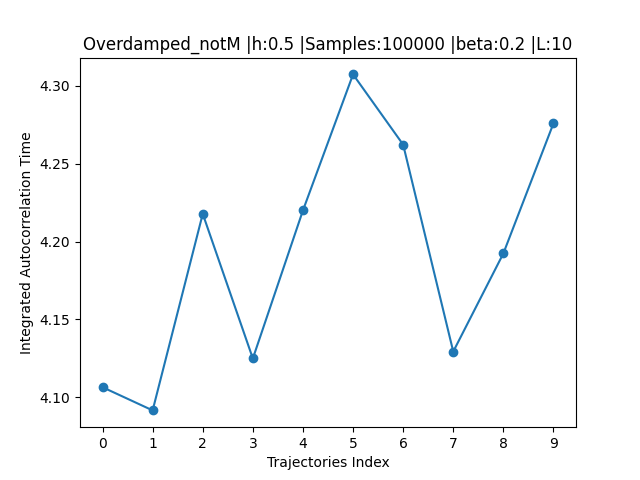 Overdamped_notM |h:0.5 |Samples:100000 |beta:0.2 |L:10
Integrated Autocorrelation Time
4.30
4.25
4.20
4.15
4.10
0 1 2 3 4 5 6 7 8 9
Trajectories Index